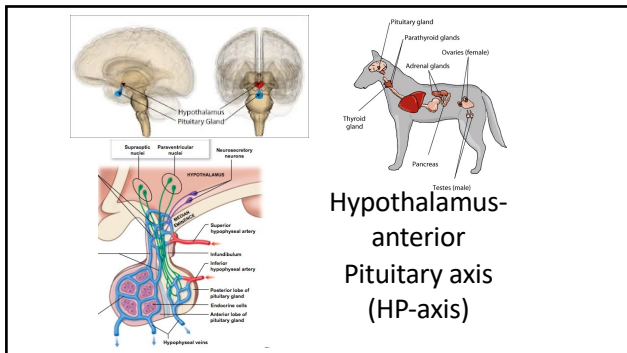 Hypothalamus
Pituitary Gland
Supraoptic
nuclei
Paraventricular
nuclei
Neurosecretory
neurons
HYPOTHALAMUS
MEDIAN
EMINENCE
Superior
hypophyseal artery
Infundibulum
Inferior
hypophyseal artery
Posterior lobe of
pituitary gland
Endocrine cells
Anterior lobe of
pituitary gland
Hypophyseal veins
Pituitary gland
Parathyroid glands
Ovaries (female)
Adrenal glands
Thyroid
gland
Pancreas
Testes (male)
Hypothalamus-
anterior
Pituitary axis
(HP-axis)